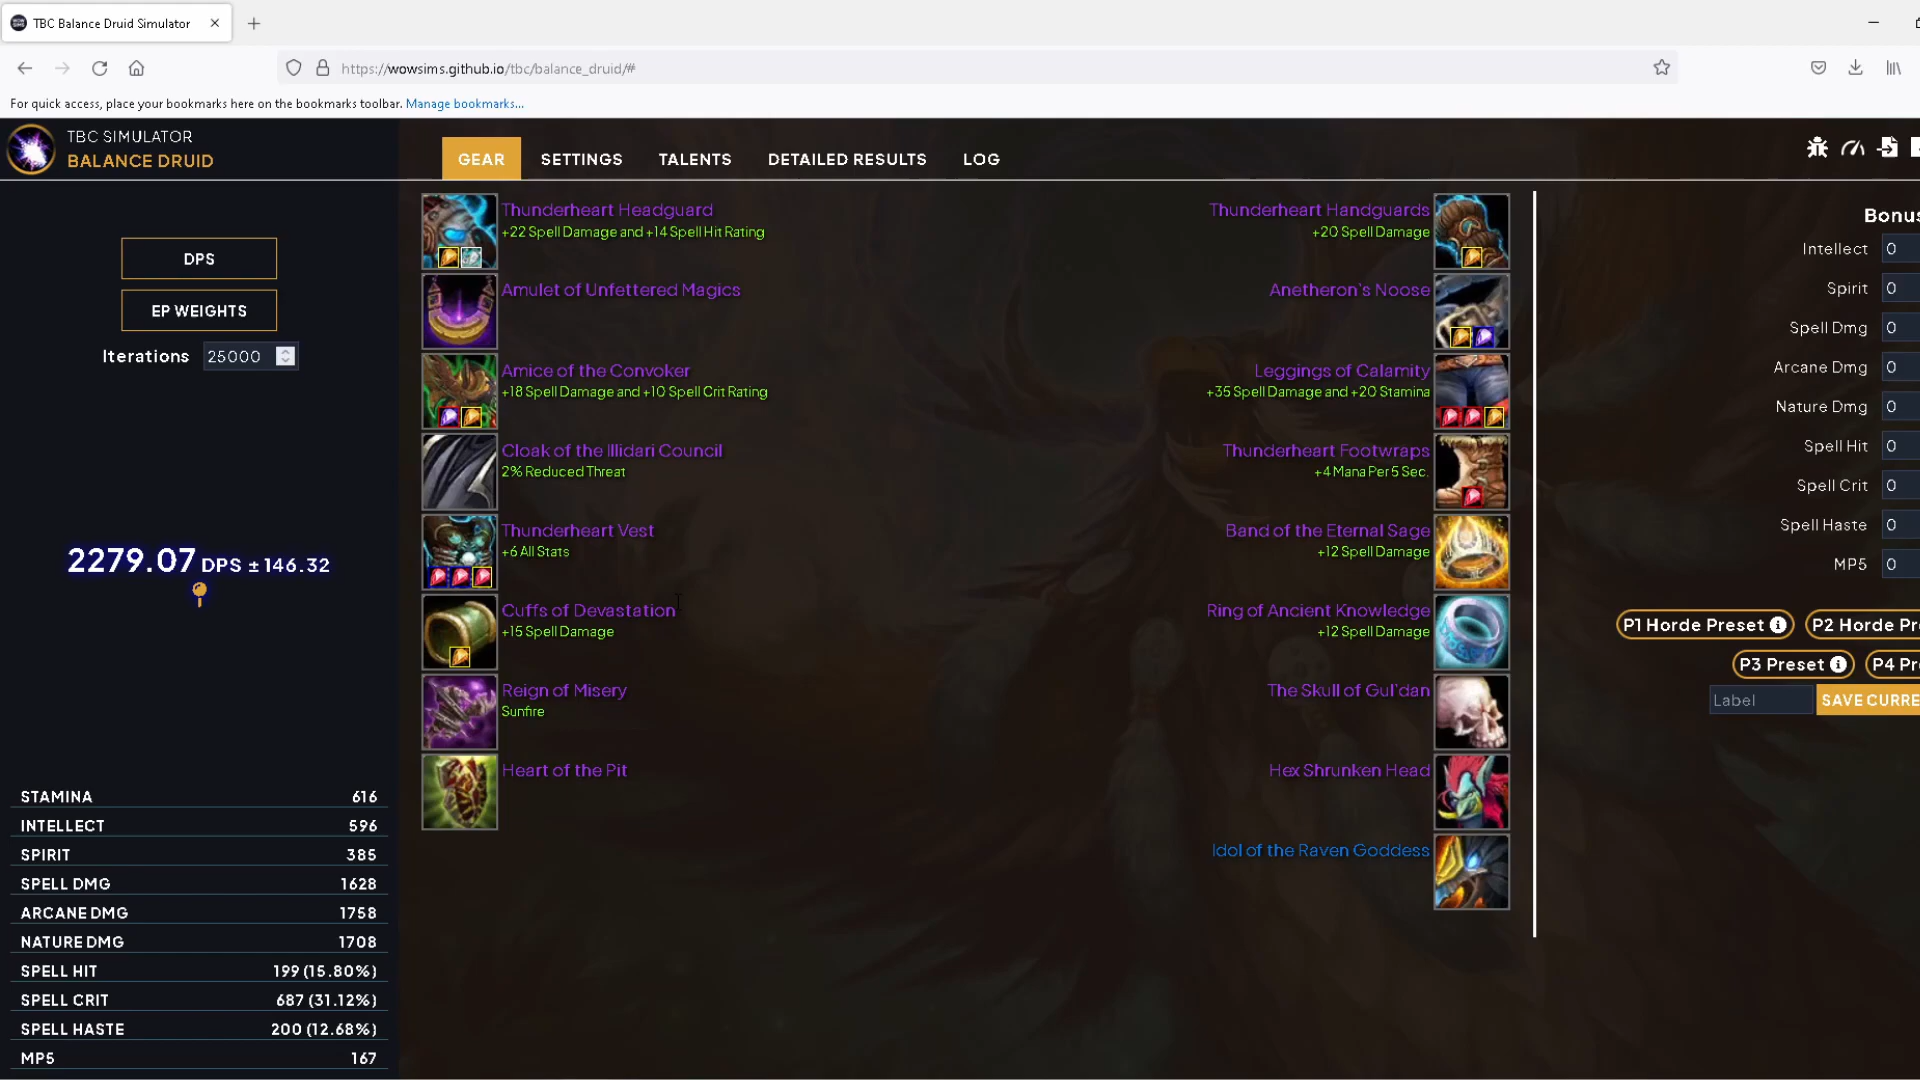 TBC Balance Druid Simulator
https://wowsims.github.io/tbc/balance_druid/#
For quick access, place your bookmarks here on the bookmarks toolbar. Manage bookmarks...
TBC SIMULATOR
BALANCE DRUID
GEAR
SETTINGS
TALENTS
DETAILED RESULTS
LOG
DPS
EP WEIGHTS
Iterations 25000
2279.07 DPS ± 146.32
STAMINA 616
INTELLECT 596
SPIRIT 385
SPELL DMG 1628
ARCANE DMG 1758
NATURE DMG 1708
SPELL HIT 199 (15.80%)
SPELL CRIT 687 (31.12%)
SPELL HASTE 200 (12.68%)
MP5 167
Thunderheart Headguard
+22 Spell Damage and +14 Spell Hit Rating
Amulet of Unfettered Magics
Amice of the Convoker
+18 Spell Damage and +10 Spell Crit Rating
Cloak of the Illidari Council
2% Reduced Threat
Thunderheart Vest
+6 All Stats
Cuffs of Devastation
+15 Spell Damage
Reign of Misery
Sunfire
Heart of the Pit
Thunderheart Handguards
+20 Spell Damage
Anetheron's Noose
Leggings of Calamity
+35 Spell Damage and +20 Stamina
Thunderheart Footwraps
+4 Mana Per 5 Sec.
Band of the Eternal Sage
+12 Spell Damage
Ring of Ancient Knowledge
+12 Spell Damage
The Skull of Gul'dan
Hex Shrunken Head
Idol of the Raven Goddess
Bonus
Intellect 0
Spirit 0
Spell Dmg 0
Arcane Dmg 0
Nature Dmg 0
Spell Hit 0
Spell Crit 0
Spell Haste 0
MP5 0
P1 Horde Preset
P2 Horde Pr
P3 Preset
P4 Pr
Label
SAVE CURRE